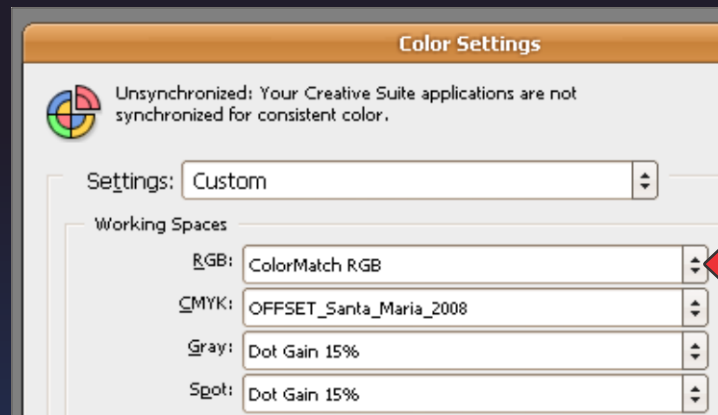 Color Settings
Unsynchronized: Your Creative Suite applications are not
synchronized for consistent color.
Settings: Custom
Working Spaces
RGB: ColorMatch RGB
CMYK: OFFSET_Santa_Maria_2008
Gray: Dot Gain 15%
Spot: Dot Gain 15%